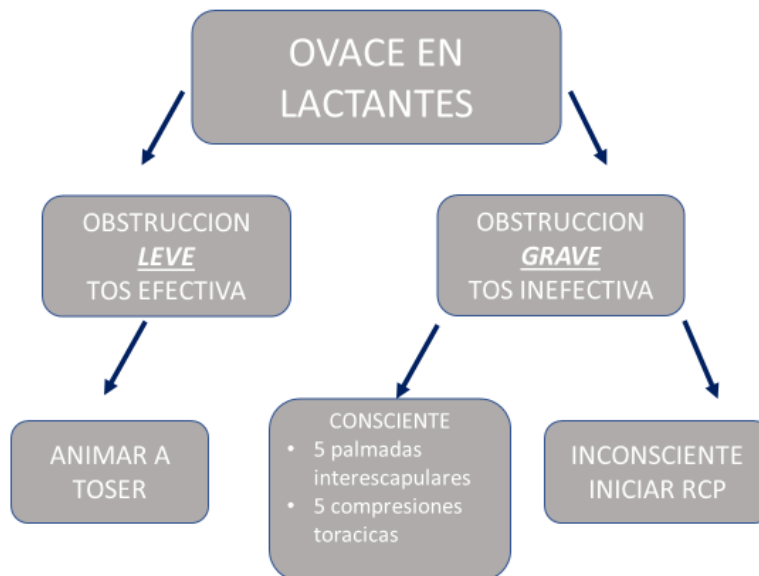 OVACE EN
LACTANTES
OBSTRUCCION
LEVE
TOS EFECTIVA
OBSTRUCCION
GRAVE
TOS INEFECTIVA
ANIMAR A
TOSER
CONSCIENTE
• 5 palmadas
interescapulares
• 5 compresiones
toracicas
INCONSCIENTE
INICIAR RCP